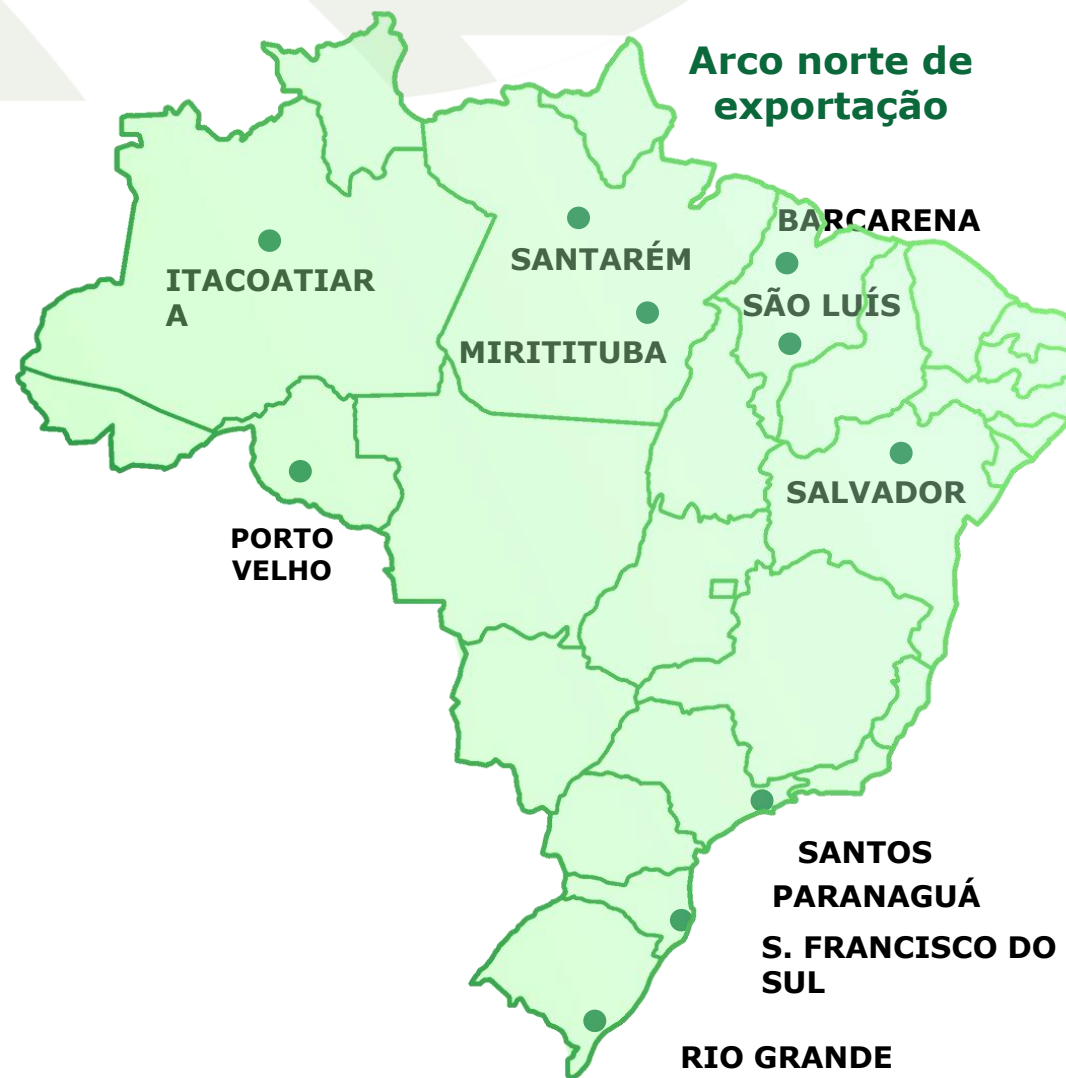 Arco norte de
exportação
BARCARENA
SANTARÉM
ITACOATIAR
A
SÃO LUÍS
MIRITITUBA
SALVADOR
PORTO
VELHO
SANTOS
PARANAGUÁ
S. FRANCISCO DO
SUL
RIO GRANDE